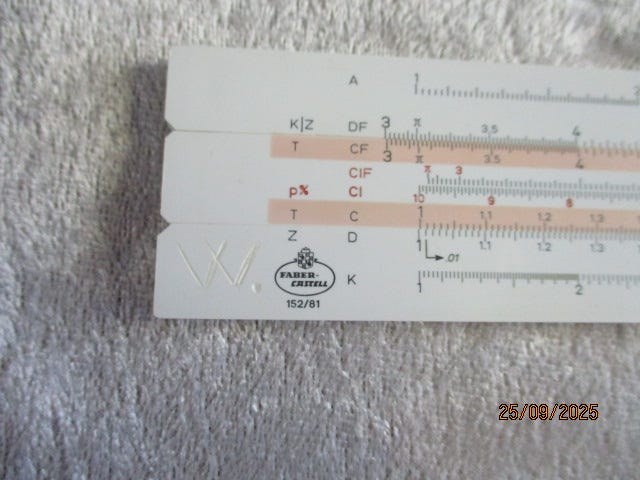 A 1 2
K|Z DF 3 π 3,5 4
T CF 3 π 3.5 4
CIF π 3
p% CI 10 9 8
T C 1 1.1 1.2 1.3
Z D 1 1.1 1.2 1.3
.01
W.
FABER-
CASTELL
152/81
K 1 2
25/09/2025